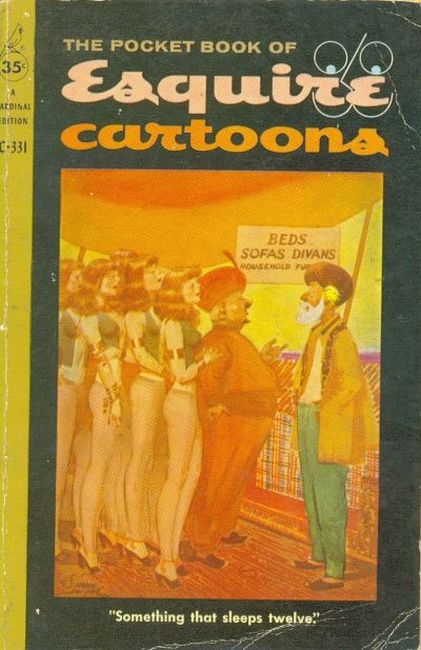 35¢
A
CARDINAL
EDITION
C-331
THE POCKET BOOK OF
Esquire
cartoons
BEDS
SOFAS DIVANS
HOUSEHOLD
"Something that sleeps twelve."